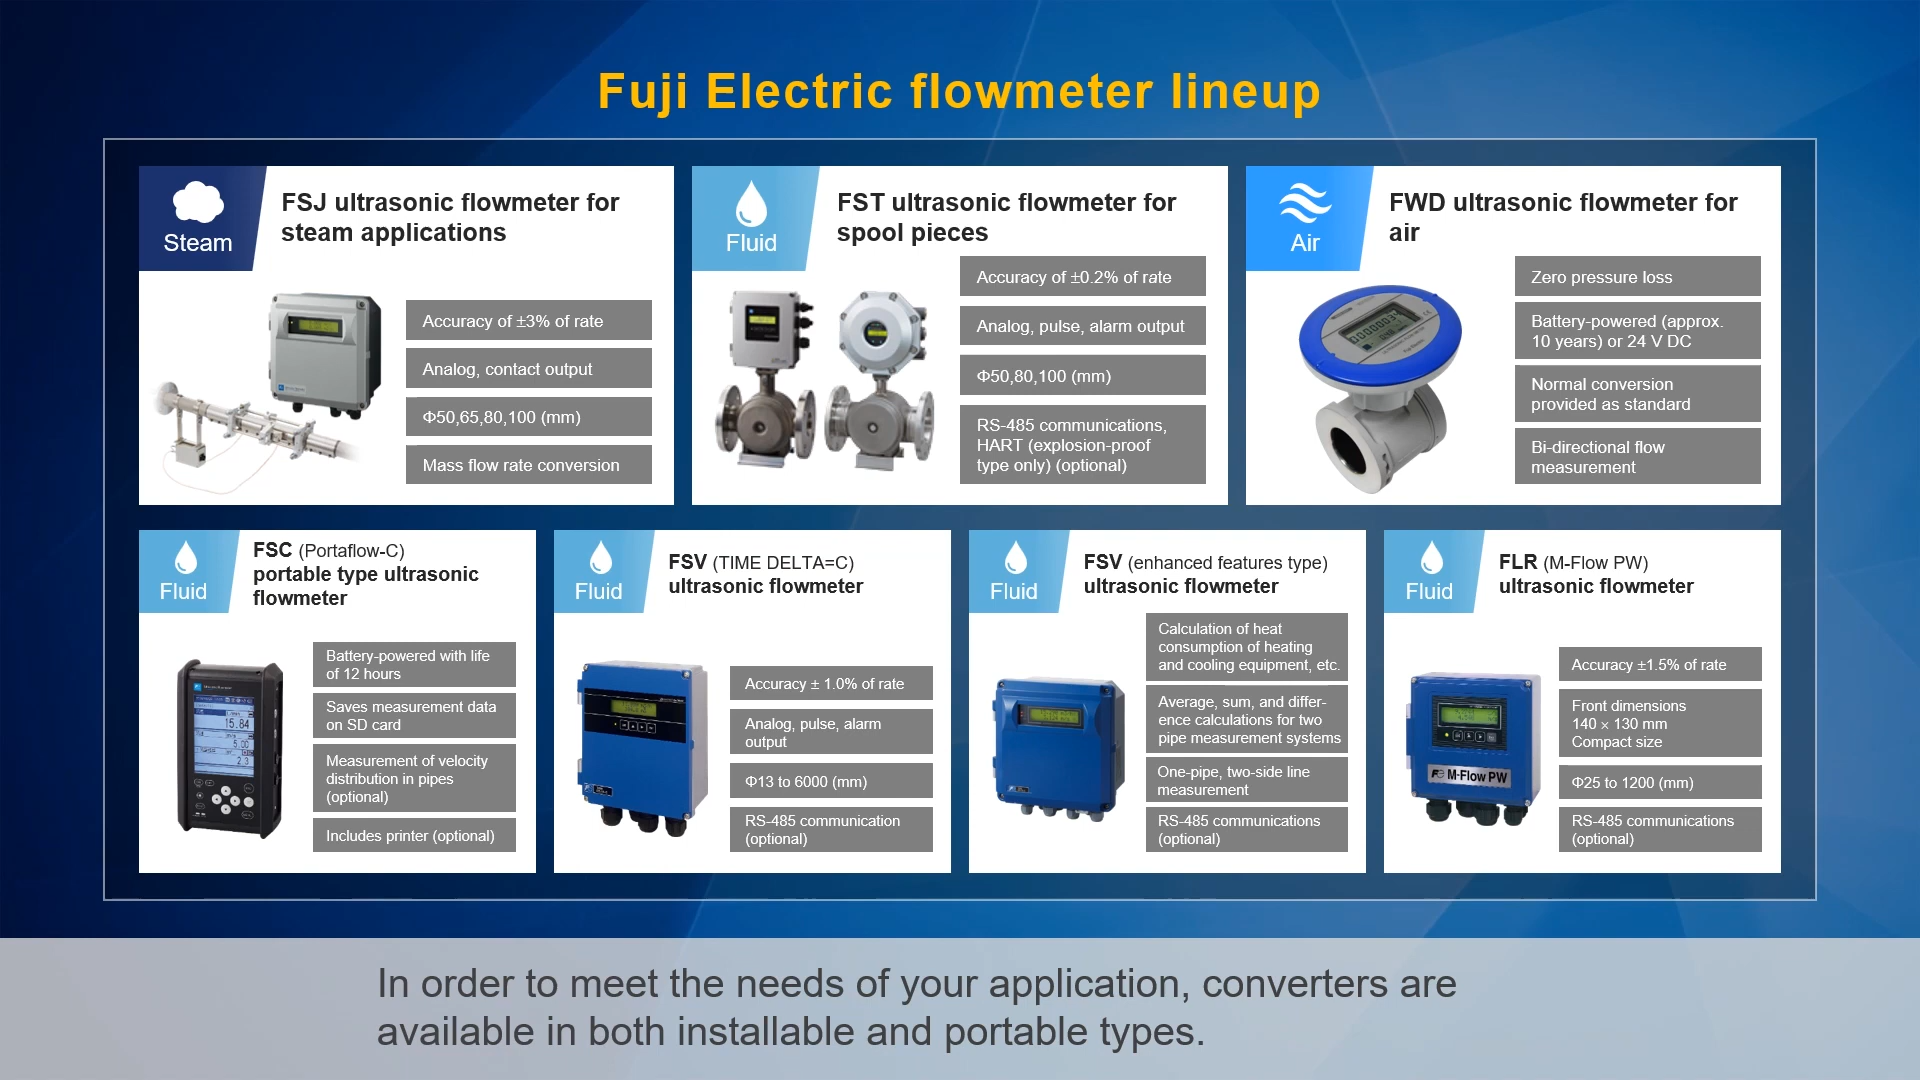 Fuji Electric flowmeter lineup
Steam
FSJ ultrasonic flowmeter for
steam applications
Accuracy of ±3% of rate
Analog, contact output
Φ50,65,80,100 (mm)
Mass flow rate conversion
Fluid
FST ultrasonic flowmeter for
spool pieces
Accuracy of ±0.2% of rate
Analog, pulse, alarm output
Φ50,80,100 (mm)
RS-485 communications,
HART (explosion-proof
type only) (optional)
Air
FWD ultrasonic flowmeter for
air
Zero pressure loss
Battery-powered (approx.
10 years) or 24 V DC
Normal conversion
provided as standard
Bi-directional flow
measurement
Fluid
FSC (Portaflow-C)
portable type ultrasonic
flowmeter
15.84
5.00
2.3
Battery-powered with life
of 12 hours
Saves measurement data
on SD card
Measurement of velocity
distribution in pipes
(optional)
Includes printer (optional)
Fluid
FSV (TIME DELTA=C)
ultrasonic flowmeter
Accuracy ± 1.0% of rate
Analog, pulse, alarm
output
Φ13 to 6000 (mm)
RS-485 communication
(optional)
Fluid
FSV (enhanced features type)
ultrasonic flowmeter
Calculation of heat
consumption of heating
and cooling equipment, etc.
Average, sum, and differ-
ence calculations for two
pipe measurement systems
One-pipe, two-side line
measurement
RS-485 communications
(optional)
Fluid
FLR (M-Flow PW)
ultrasonic flowmeter
M-Flow PW
Accuracy ±1.5% of rate
Front dimensions
140 × 130 mm
Compact size
Φ25 to 1200 (mm)
RS-485 communications
(optional)
In order to meet the needs of your application, converters are
available in both installable and portable types.